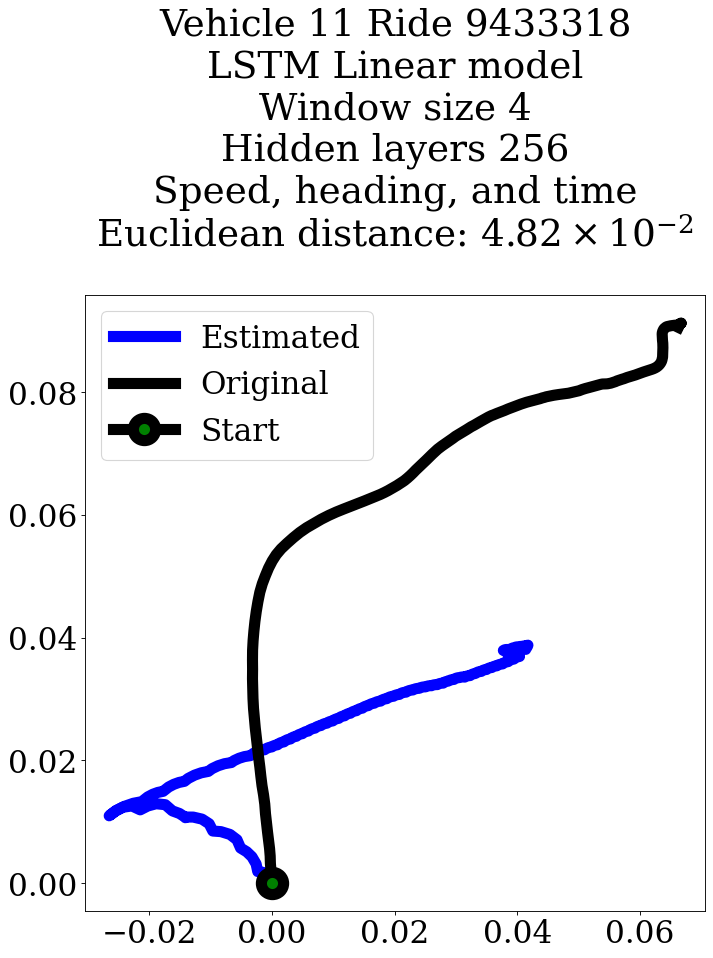 Vehicle 11 Ride 9433318
LSTM Linear model
Window size 4
Hidden layers 256
Speed, heading, and time
Euclidean distance: 4.82 × 10⁻²
Estimated
Original
Start
0.08
0.06
0.04
0.02
0.00
−0.02 0.00 0.02 0.04 0.06